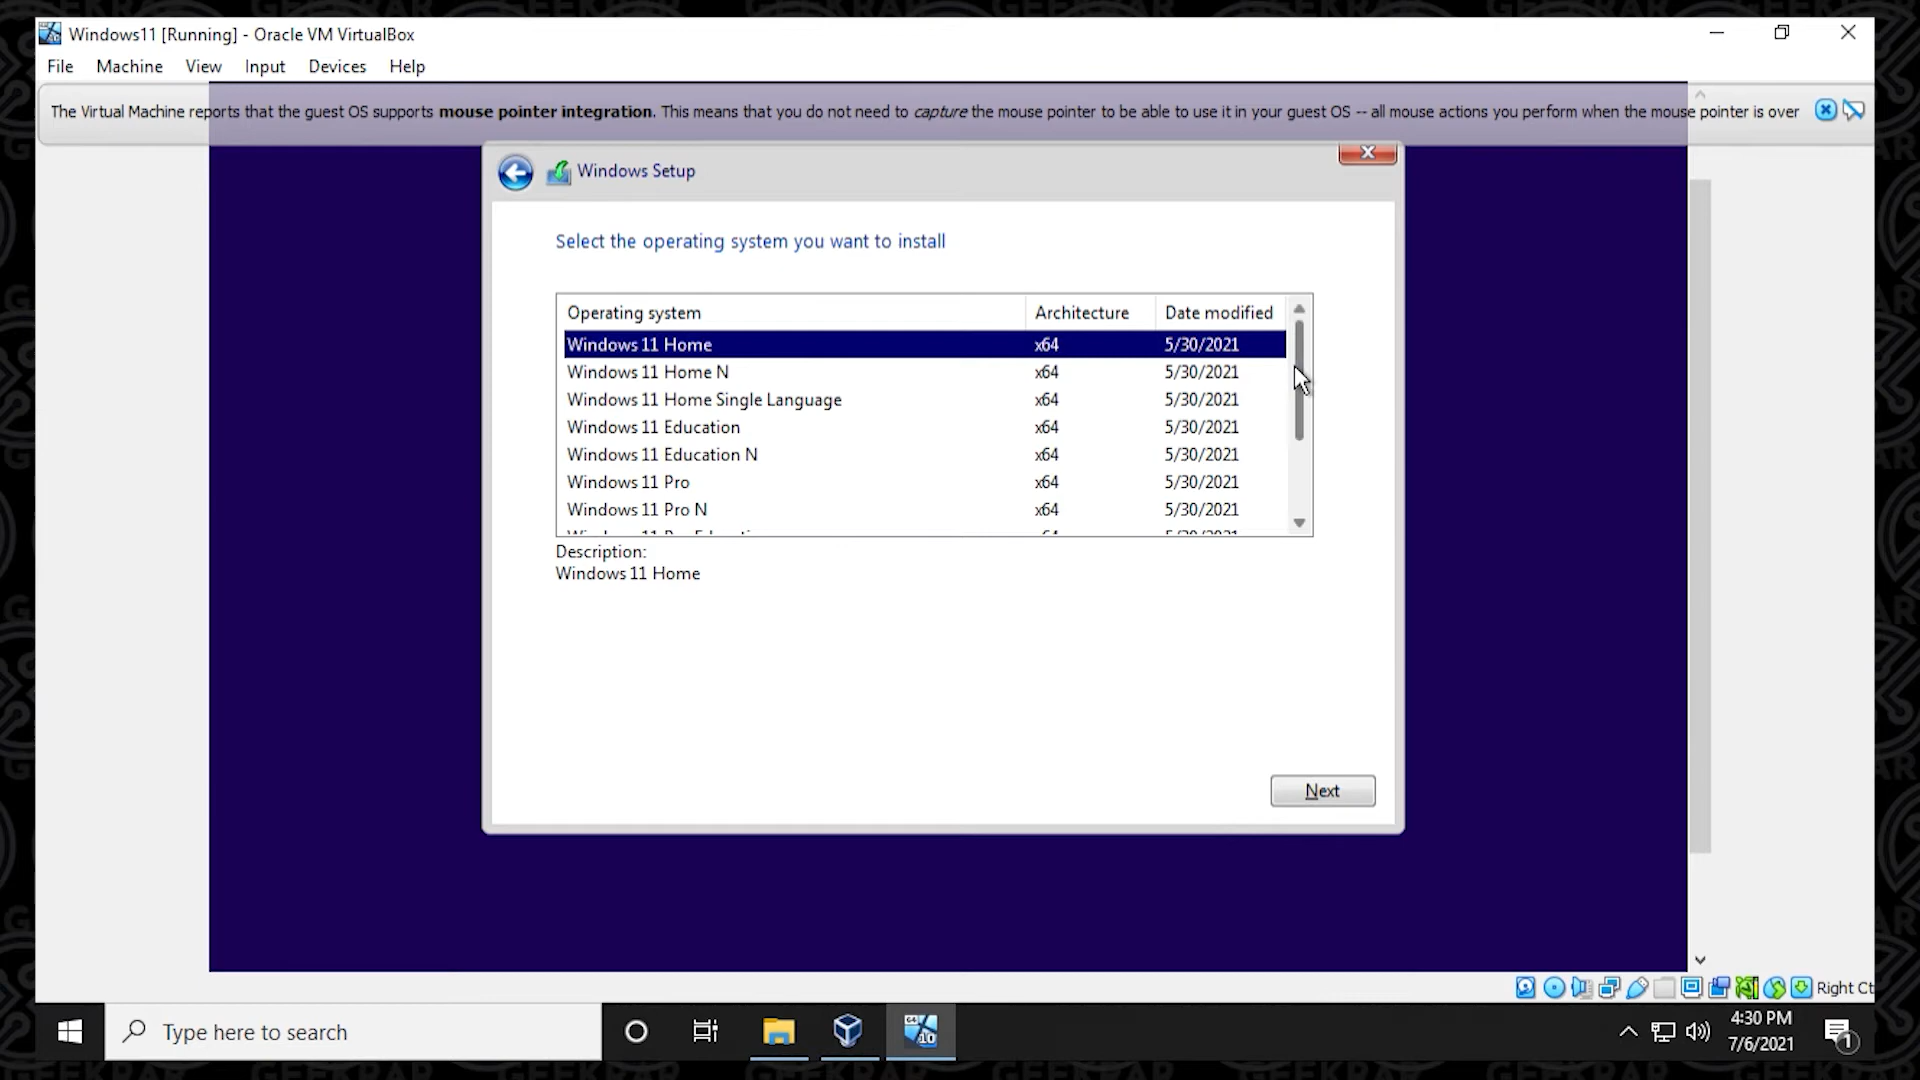 Windows11 [Running] - Oracle VM VirtualBox
File Machine View Input Devices Help
The Virtual Machine reports that the guest OS supports mouse pointer integration. This means that you do not need to capture the mouse pointer to be able to use it in your guest OS -- all mouse actions you perform when the mouse pointer is over
Windows Setup
Select the operating system you want to install
Operating system Architecture Date modified
Windows 11 Home x64 5/30/2021
Windows 11 Home N x64 5/30/2021
Windows 11 Home Single Language x64 5/30/2021
Windows 11 Education x64 5/30/2021
Windows 11 Education N x64 5/30/2021
Windows 11 Pro x64 5/30/2021
Windows 11 Pro N x64 5/30/2021
Description:
Windows 11 Home
Next
Right Ct
Type here to search
64
10
4:30 PM
7/6/2021
1